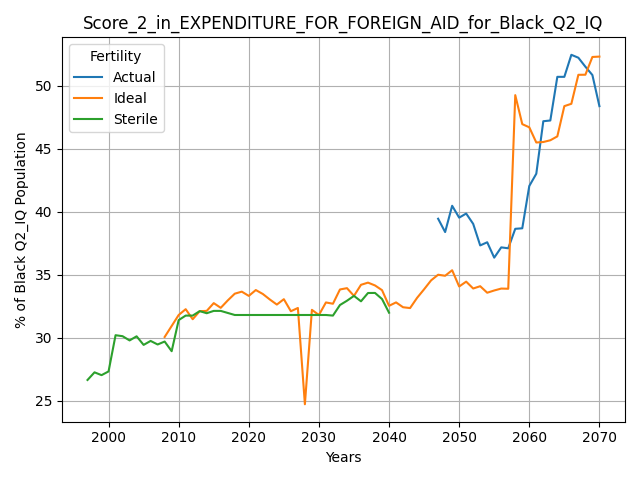 Score_2_in_EXPENDITURE_FOR_FOREIGN_AID_for_Black_Q2_IQ
Fertility
Actual
Ideal
Sterile
% of Black Q2_IQ Population
50
45
40
35
30
25
2000
2010
2020
2030
2040
2050
2060
2070
Years